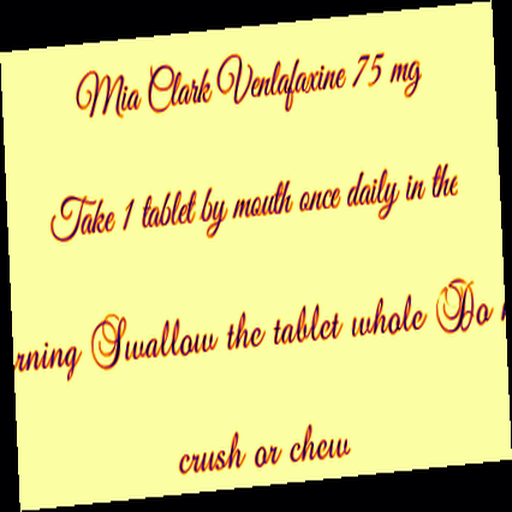 Mia Clark Venlafaxine 75 mg
Take 1 tablet by mouth once daily in the
rning Swallow the tablet whole Do
crush or chew